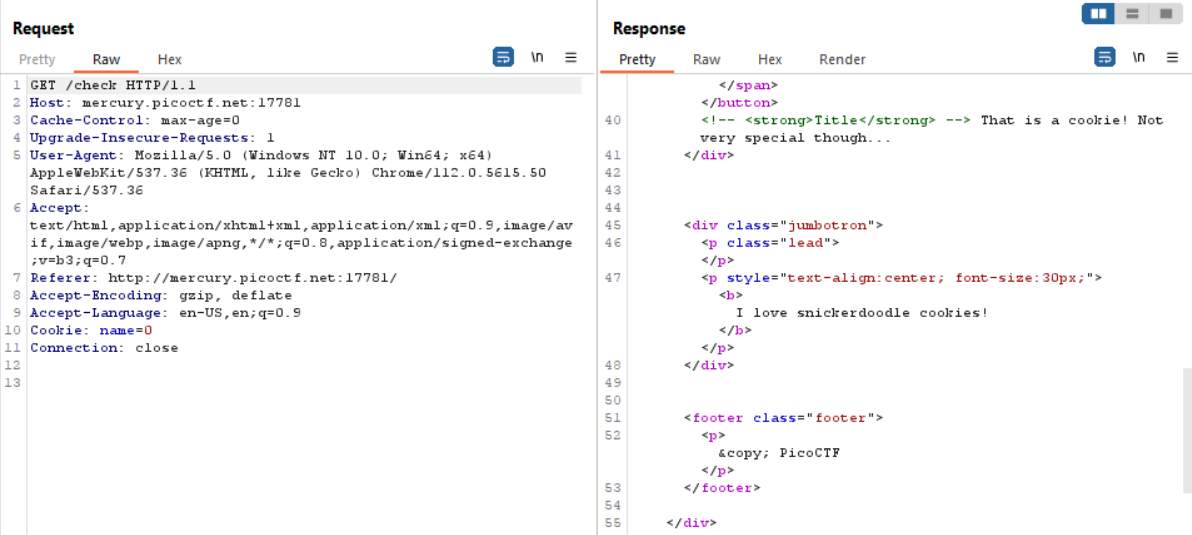 Request
Pretty Raw Hex \n
1 GET /check HTTP/1.1
2 Host: mercury.picoctf.net:17781
3 Cache-Control: max-age=0
4 Upgrade-Insecure-Requests: 1
5 User-Agent: Mozilla/5.0 (Windows NT 10.0; Win64; x64)
AppleWebKit/537.36 (KHTML, like Gecko) Chrome/112.0.5615.50
Safari/537.36
6 Accept:
text/html,application/xhtml+xml,application/xml;q=0.9,image/av
if,image/webp,image/apng,*/*;q=0.8,application/signed-exchange
;v=b3;q=0.7
7 Referer: http://mercury.picoctf.net:17781/
8 Accept-Encoding: gzip, deflate
9 Accept-Language: en-US,en;q=0.9
10 Cookie: name=0
11 Connection: close
12
13
Response
Pretty Raw Hex Render \n
</span>
</button>
40 <!-- <strong>Title</strong> --> That is a cookie! Not
very special though...
41 </div>
42
43
44
45 <div class="jumbotron">
46 <p class="lead">
</p>
47 <p style="text-align:center; font-size:30px;">
<b>
I love snickerdoodle cookies!
</b>
</p>
48 </div>
49
50
51 <footer class="footer">
52 <p>
&copy; PicoCTF
</p>
53 </footer>
54
55 </div>